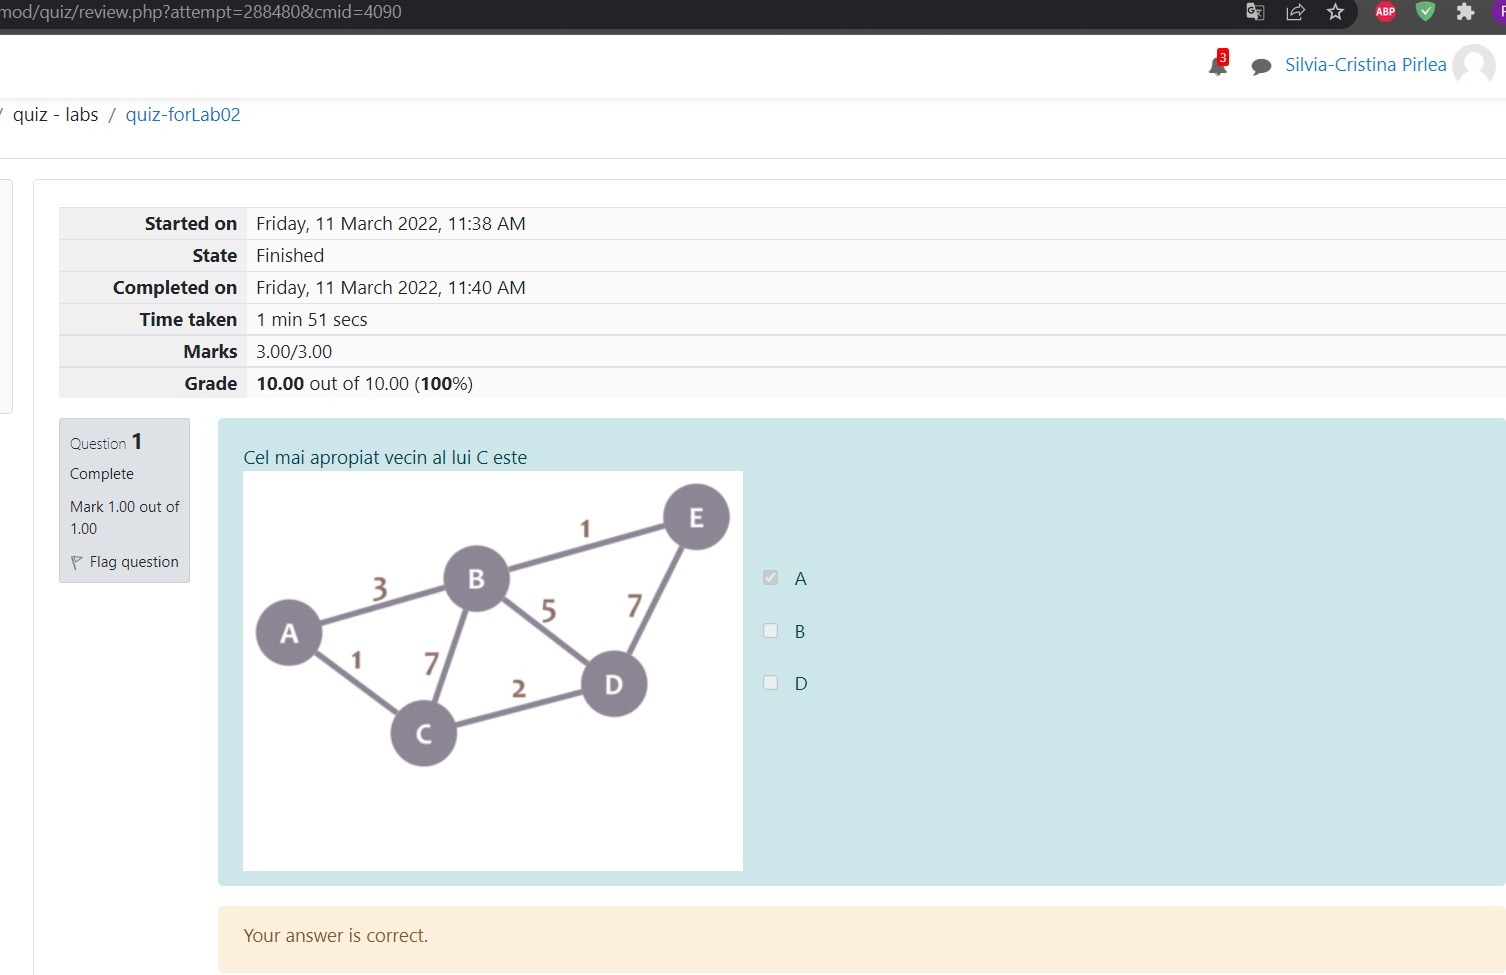 mod/quiz/review.php?attempt=288480&cmid=4090
ABP
3
Silvia-Cristina Pirlea
/ quiz - labs / quiz-forLab02
Started on Friday, 11 March 2022, 11:38 AM
State Finished
Completed on Friday, 11 March 2022, 11:40 AM
Time taken 1 min 51 secs
Marks 3.00/3.00
Grade 10.00 out of 10.00 (100%)
Question 1
Complete
Mark 1.00 out of
1.00
Flag question
Cel mai apropiat vecin al lui C este
E
1
B
3
5
7
A
1
7
2
D
C
A
B
D
Your answer is correct.